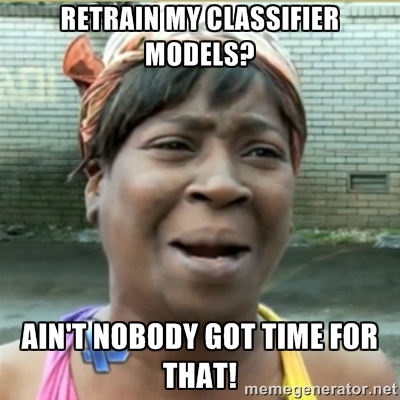 RETRAIN MY CLASSIFIER
MODELS?
AIN'T NOBODY GOT TIME FOR
THAT!
memegenerator.net